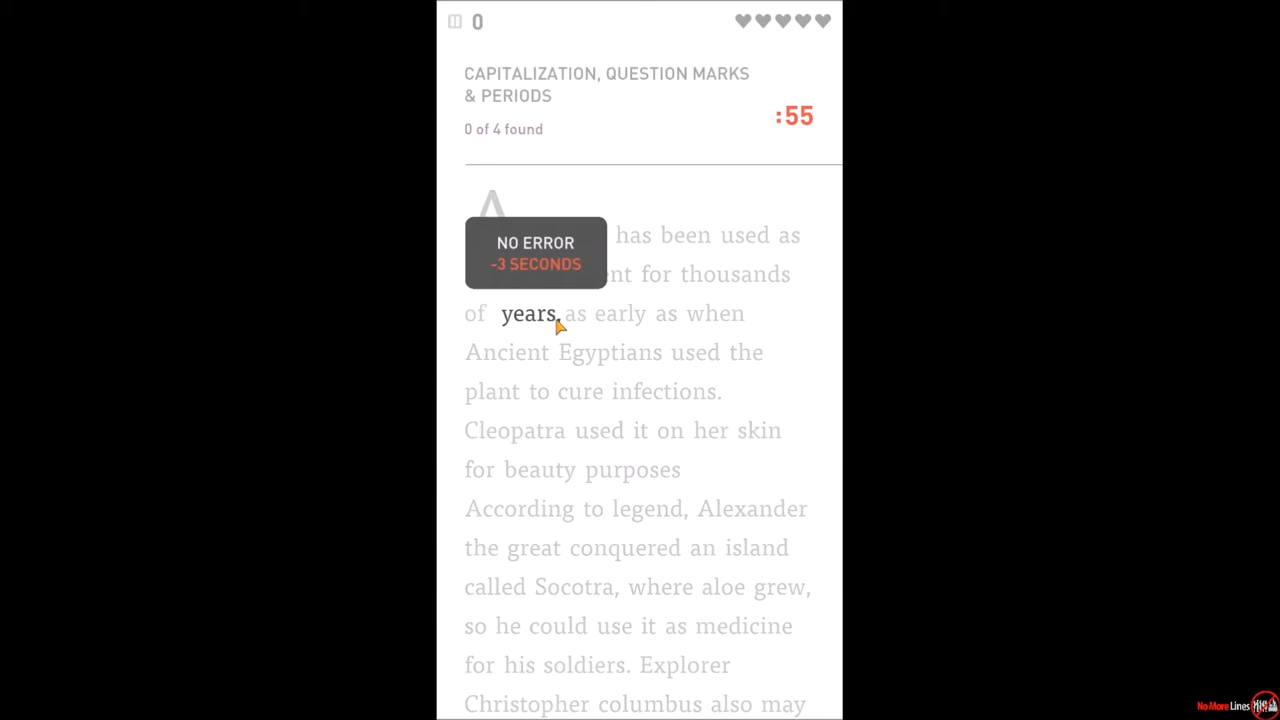 0
CAPITALIZATION, QUESTION MARKS
& PERIODS
:55
0 of 4 found
A
NO ERROR
-3 SECONDS
has been used as
nt for thousands
of years, as early as when
Ancient Egyptians used the
plant to cure infections.
Cleopatra used it on her skin
for beauty purposes
According to legend, Alexander
the great conquered an island
called Socotra, where aloe grew,
so he could use it as medicine
for his soldiers. Explorer
Christopher columbus also may
No More Lines